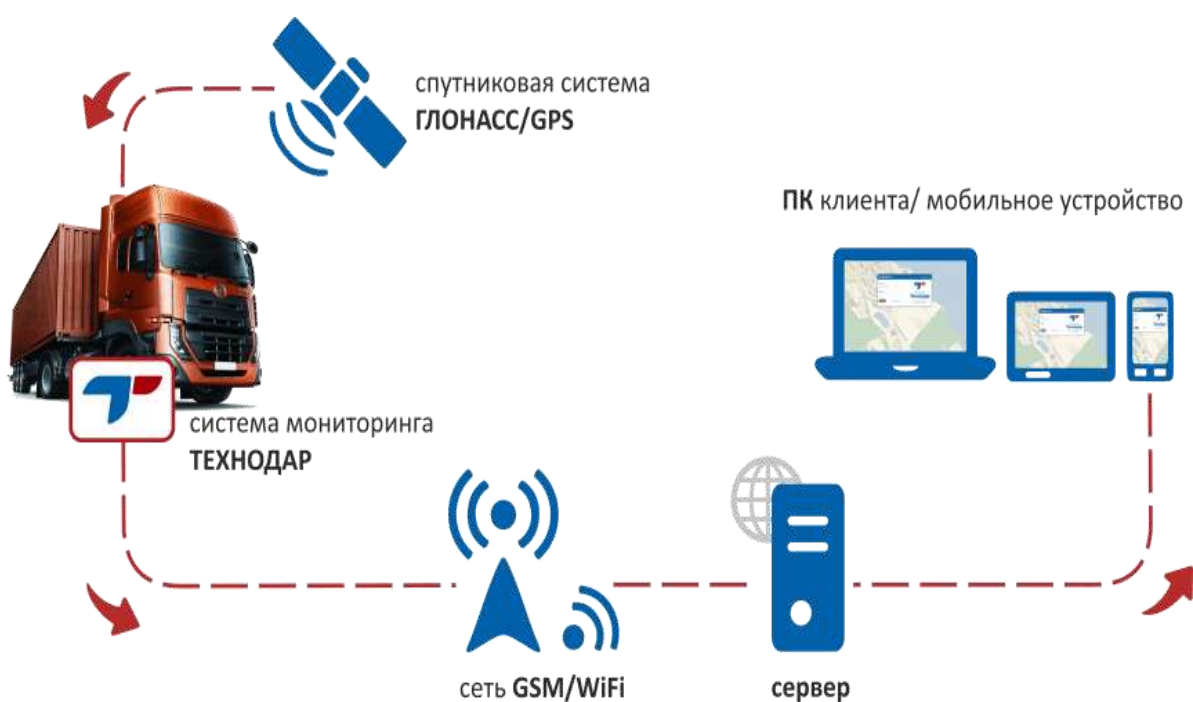 спутниковая система
ГЛОНАСС/GPS
ПК клиента/ мобильное устройство
система мониторинга
ТЕХНОДАР
сеть GSM/WiFi
сервер